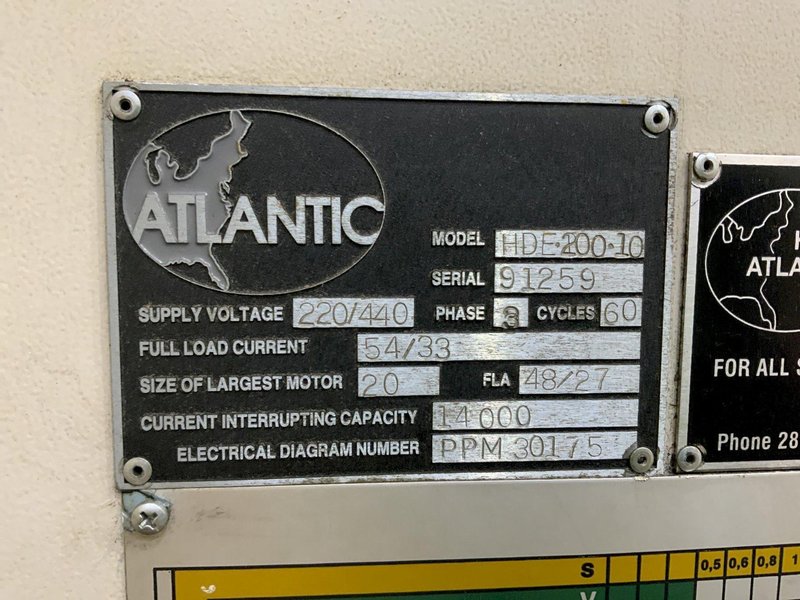 ATLANTIC
MODEL HDE·200·10
SERIAL 91259
SUPPLY VOLTAGE 220/440 PHASE 3 CYCLES 60
FULL LOAD CURRENT 54/33
SIZE OF LARGEST MOTOR 20 FLA 48/27
CURRENT INTERRUPTING CAPACITY 14000
ELECTRICAL DIAGRAM NUMBER PPM 30175
H
ATLA
FOR ALL S
Phone 28
S 0,5 0,6 0,8 1
V